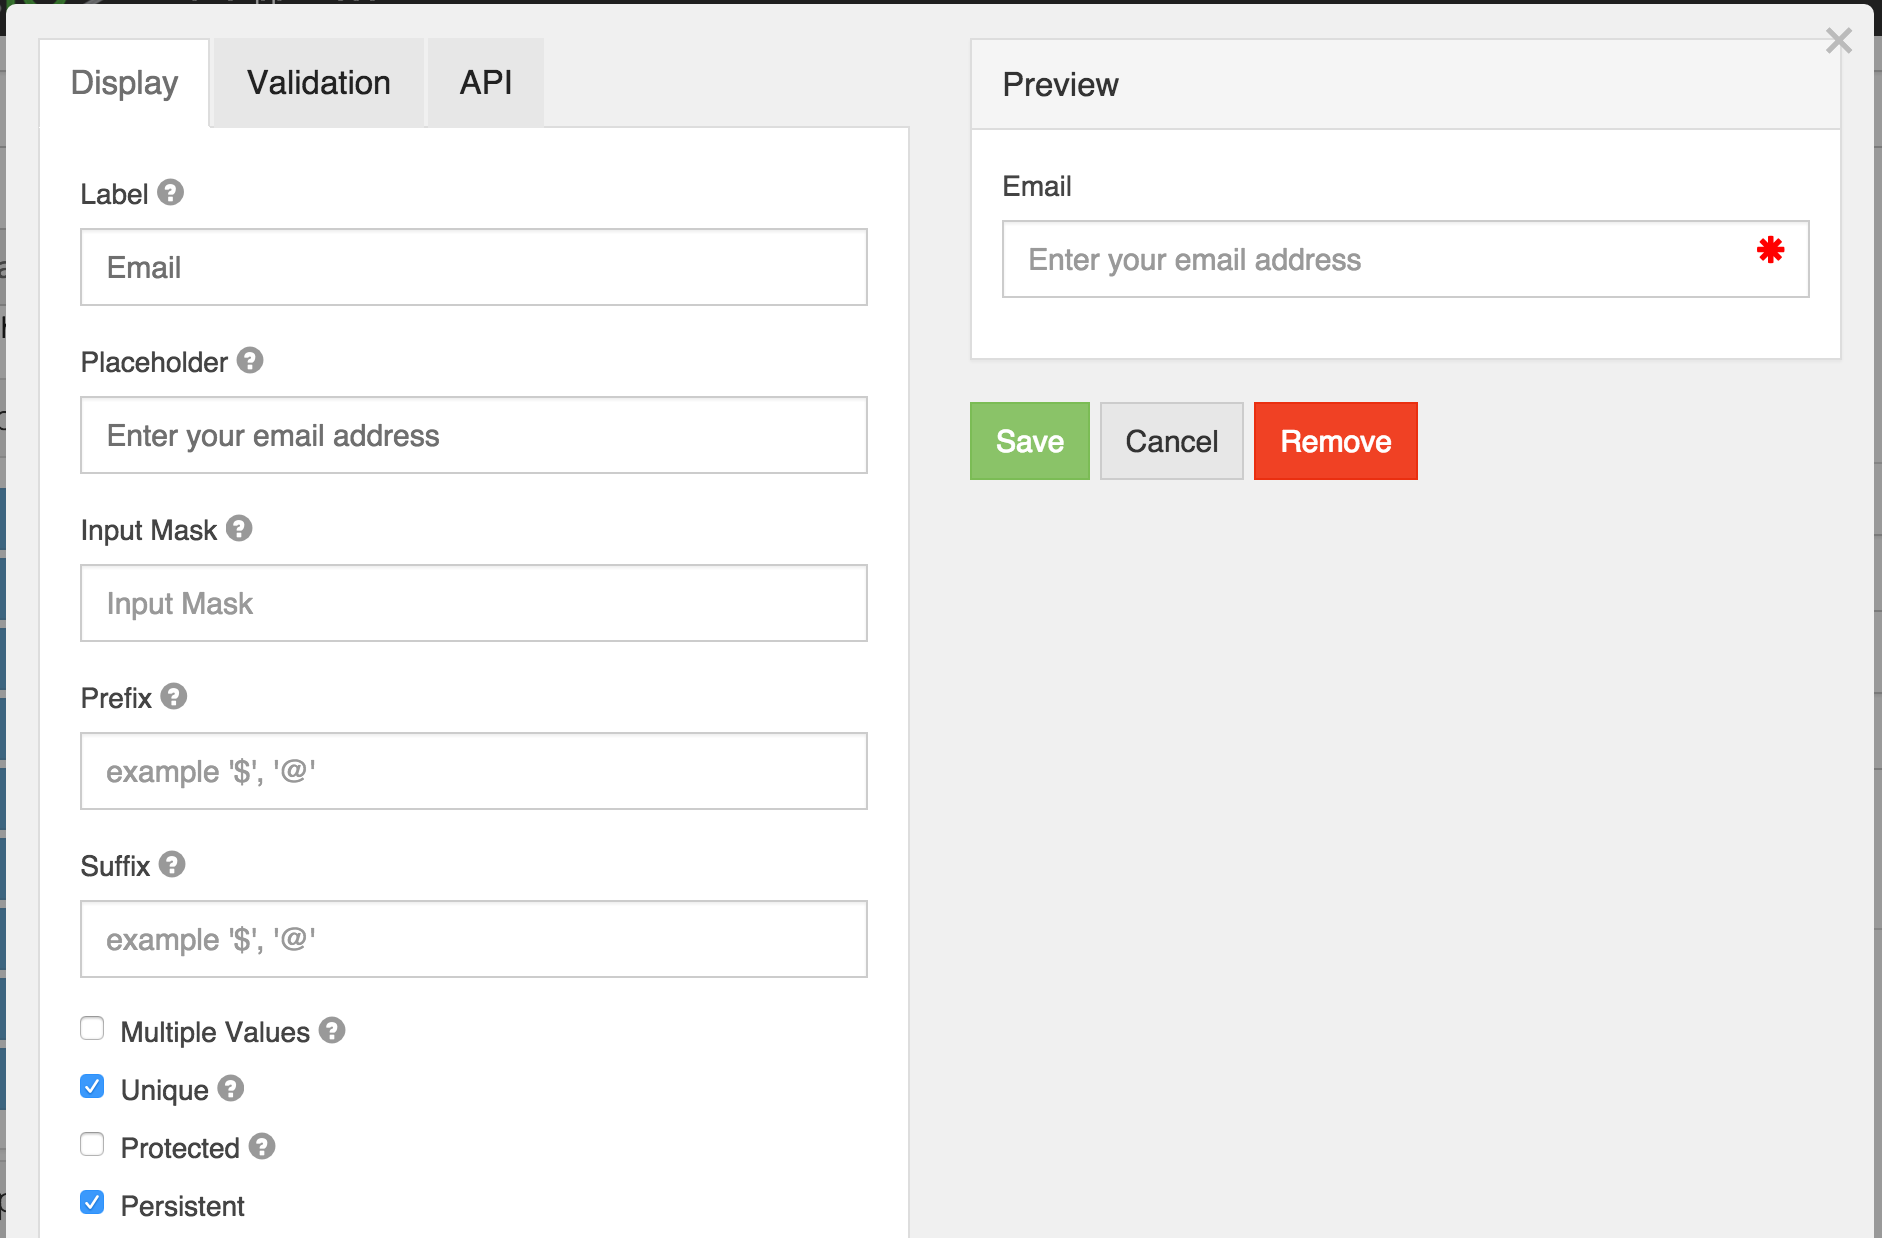 Display
Validation
API
Label
Email
Placeholder
Enter your email address
Input Mask
Input Mask
Prefix
example '$', '@'
Suffix
example '$', '@'
Multiple Values
Unique
Protected
Persistent
Preview
Email
Enter your email address
Save
Cancel
Remove